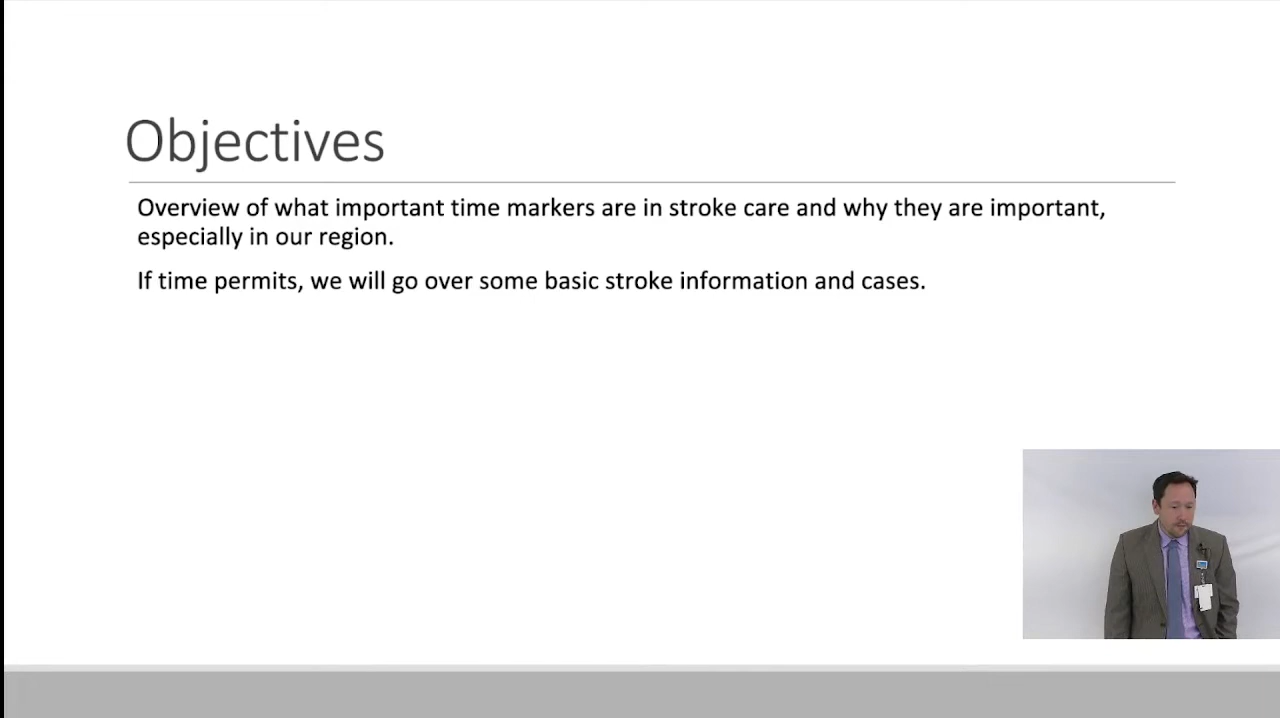 Objectives
Overview of what important time markers are in stroke care and why they are important,
especially in our region.
If time permits, we will go over some basic stroke information and cases.